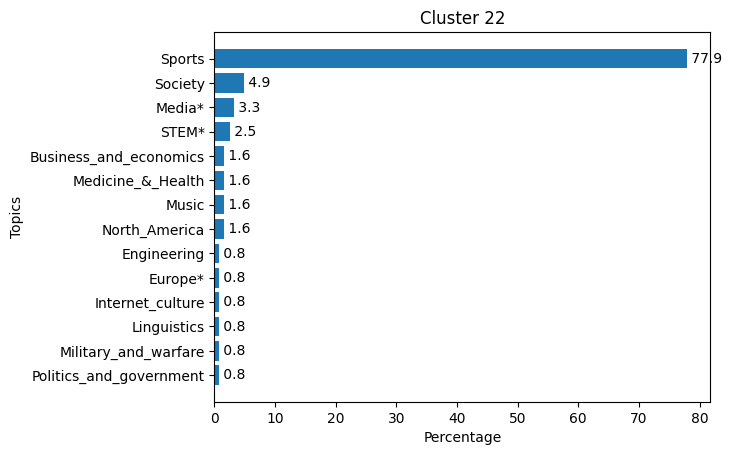 Cluster 22
Topics
Sports 77.9
Society 4.9
Media* 3.3
STEM* 2.5
Business_and_economics 1.6
Medicine_&_Health 1.6
Music 1.6
North_America 1.6
Engineering 0.8
Europe* 0.8
Internet_culture 0.8
Linguistics 0.8
Military_and_warfare 0.8
Politics_and_government 0.8
0 10 20 30 40 50 60 70 80
Percentage